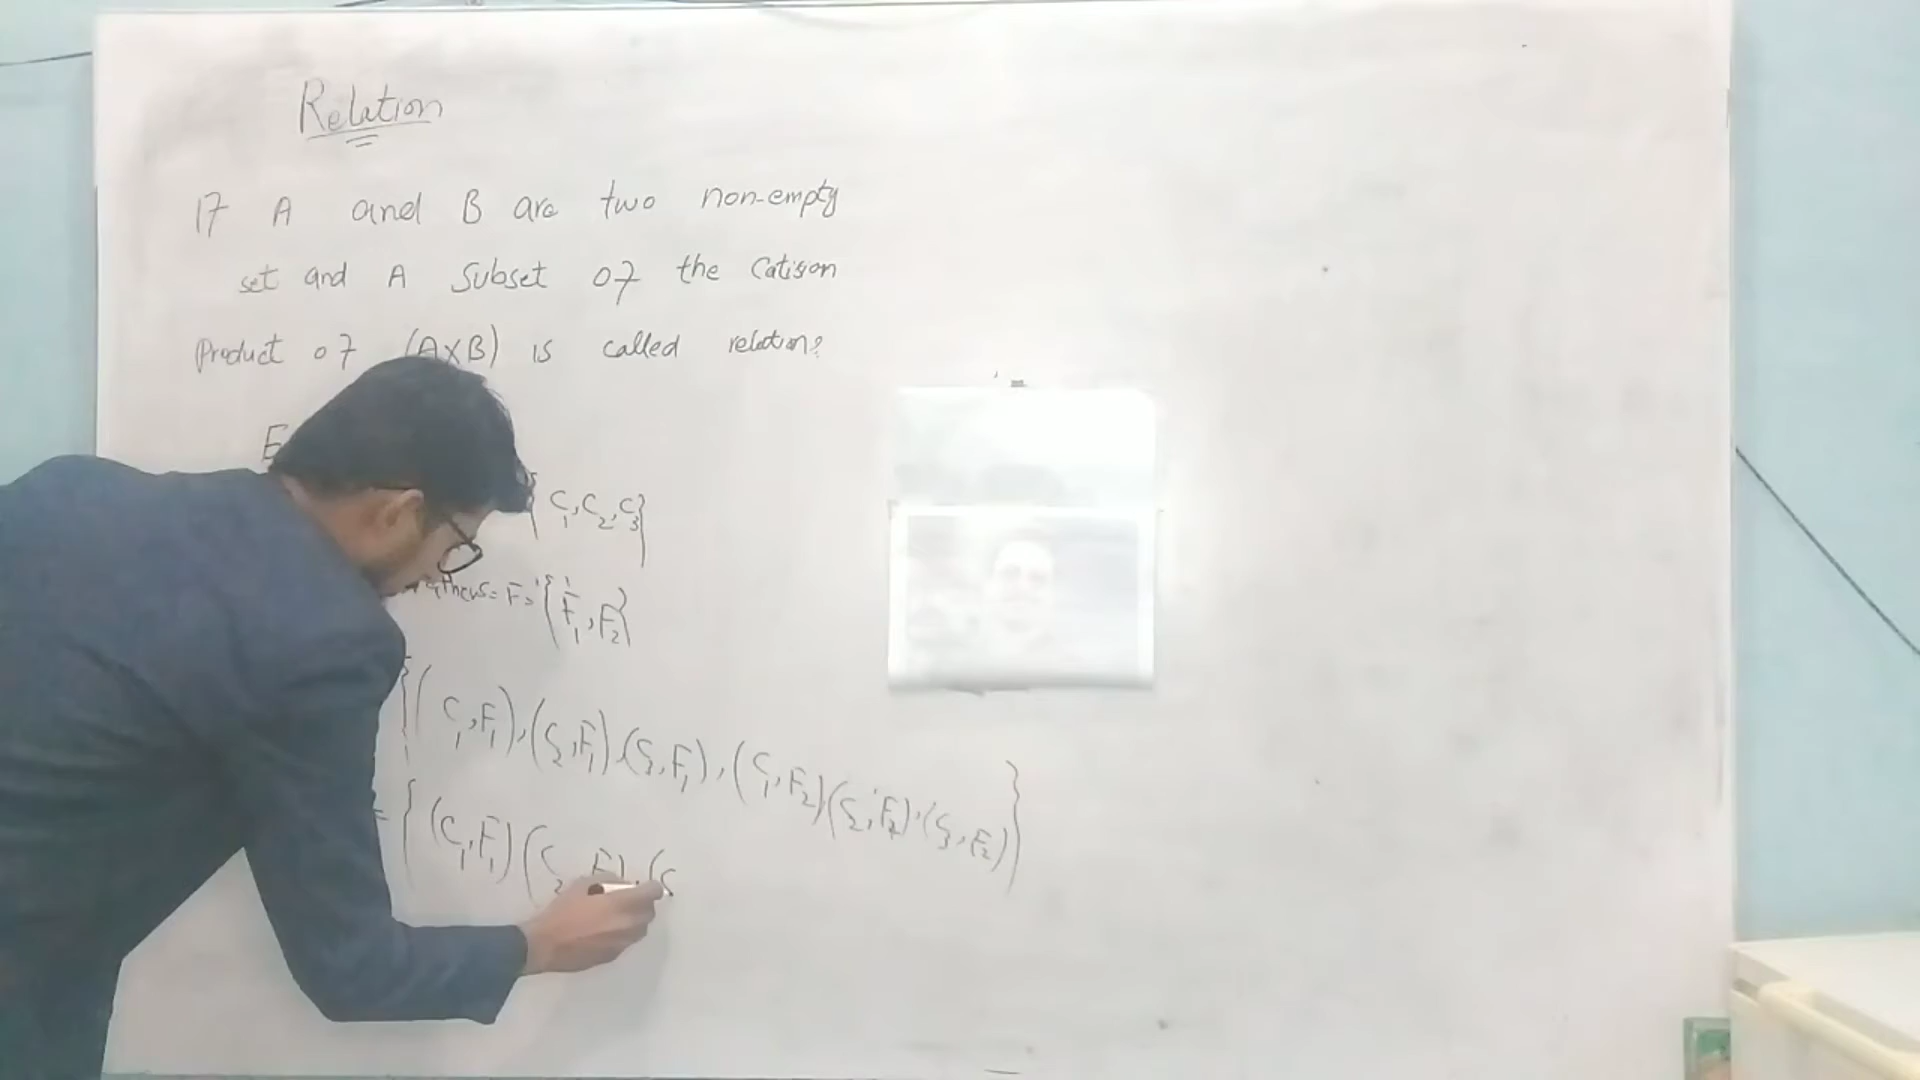 Relation
If A and B are two non-empty
set and A subset of the Catison
Product of (AxB) is called relation?
E
{ C₁, C₂, C₃ }
F = { F₁, F₂ }
{ (C₁, F₁), (C₂, F₁), (C₃, F₁), (C₁, F₂) (C₂, F₂), (C₃, F₂) }
= { (C₁, F₁) (C₂, F), (C